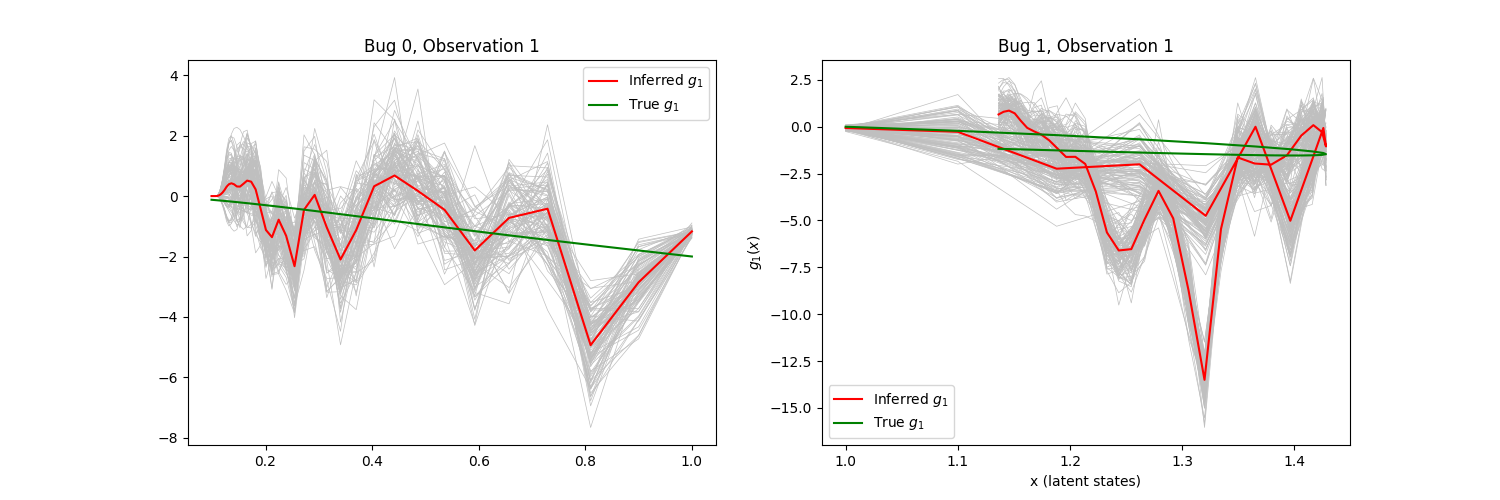 Bug 0, Observation 1
4
2
0
−2
−4
−6
−8
0.2 0.4 0.6 0.8 1.0
Inferred g₁
True g₁
Bug 1, Observation 1
2.5
0.0
−2.5
−5.0
−7.5
−10.0
−12.5
−15.0
g₁(x)
Inferred g₁
True g₁
1.0 1.1 1.2 1.3 1.4
x (latent states)